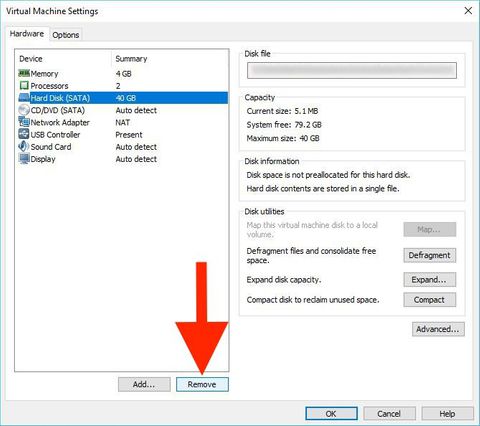 Virtual Machine Settings
Hardware Options
Device Summary
Memory 4 GB
Processors 2
Hard Disk (SATA) 40 GB
CD/DVD (SATA) Auto detect
Network Adapter NAT
USB Controller Present
Sound Card Auto detect
Display Auto detect
Add... Remove
Disk file
Capacity
Current size: 5.1 MB
System free: 79.2 GB
Maximum size: 40 GB
Disk information
Disk space is not preallocated for this hard disk.
Hard disk contents are stored in a single file.
Disk utilities
Map this virtual machine disk to a local
volume.
Map...
Defragment files and consolidate free
space.
Defragment
Expand disk capacity.
Expand...
Compact disk to reclaim unused space.
Compact
Advanced...
OK Cancel Help